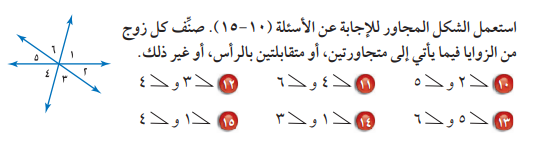 استعمل الشكل المجاور للإجابة عن الأسئلة (١٠-١٥). صنِّف كل زوج
من الزوايا فيما يأتي إلى متجاورتين، أو متقابلتين بالرأس، أو غير ذلك.
١٠ ∠٢ و ∠٥ ١١ ∠٤ و ∠٦ ١٢ ∠٣ و ∠٤
١٣ ∠٥ و ∠٦ ١٤ ∠١ و ∠٣ ١٥ ∠١ و ∠٤
٦ ١
٥ ٢
٤ ٣